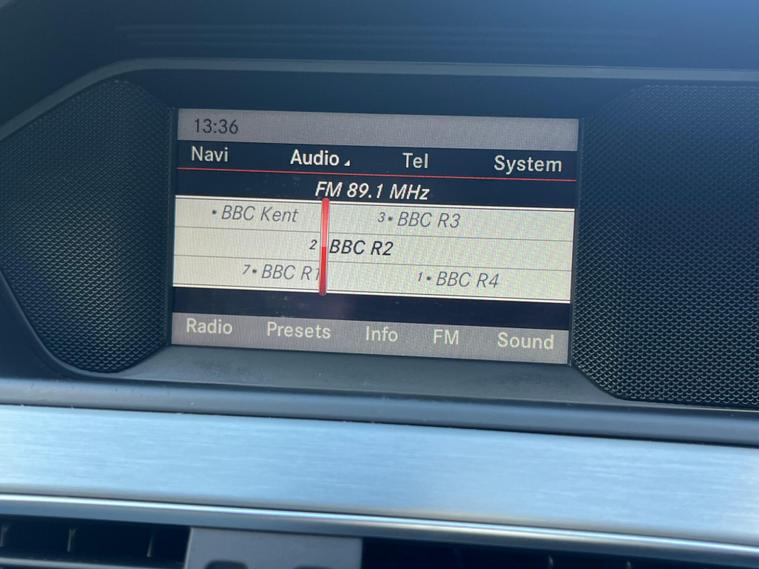 13:36
Navi Audio Tel System
FM 89.1 MHz
• BBC Kent 3• BBC R3
2 BBC R2
7• BBC R1 1• BBC R4
Radio Presets Info FM Sound